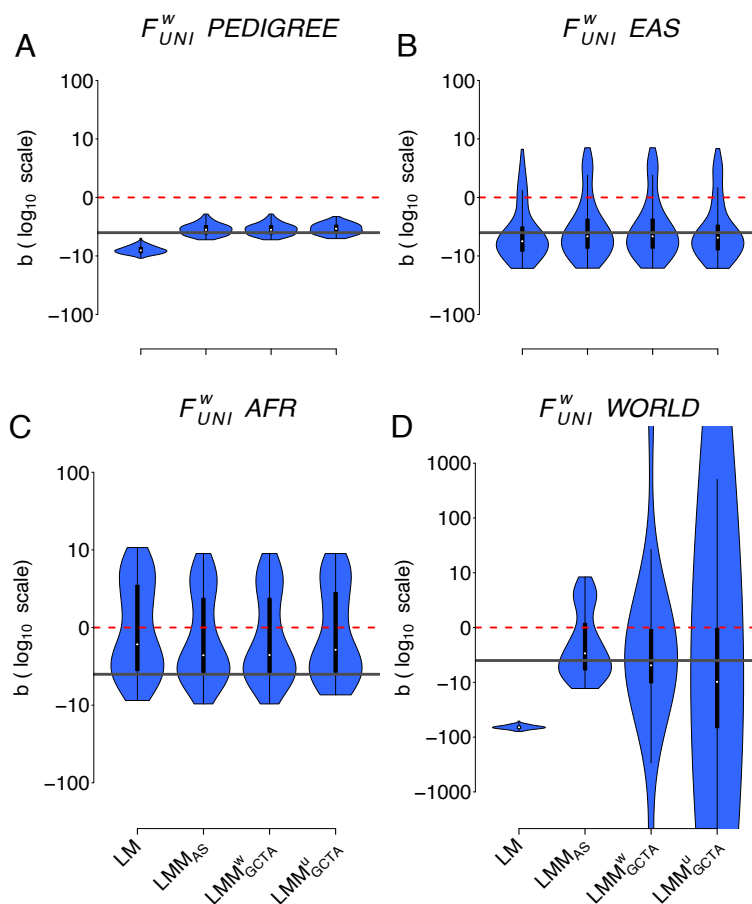 A
F^w_UNI PEDIGREE
b ( log10 scale)
100
10
0
−10
−100
B
F^w_UNI EAS
b ( log10 scale)
100
10
0
−10
−100
C
F^w_UNI AFR
b ( log10 scale)
100
10
0
−10
−100
LM
LMM_AS
LMM^w_GCTA
LMM^u_GCTA
D
F^w_UNI WORLD
b ( log10 scale)
1000
100
10
0
−10
−100
−1000
LM
LMM_AS
LMM^w_GCTA
LMM^u_GCTA